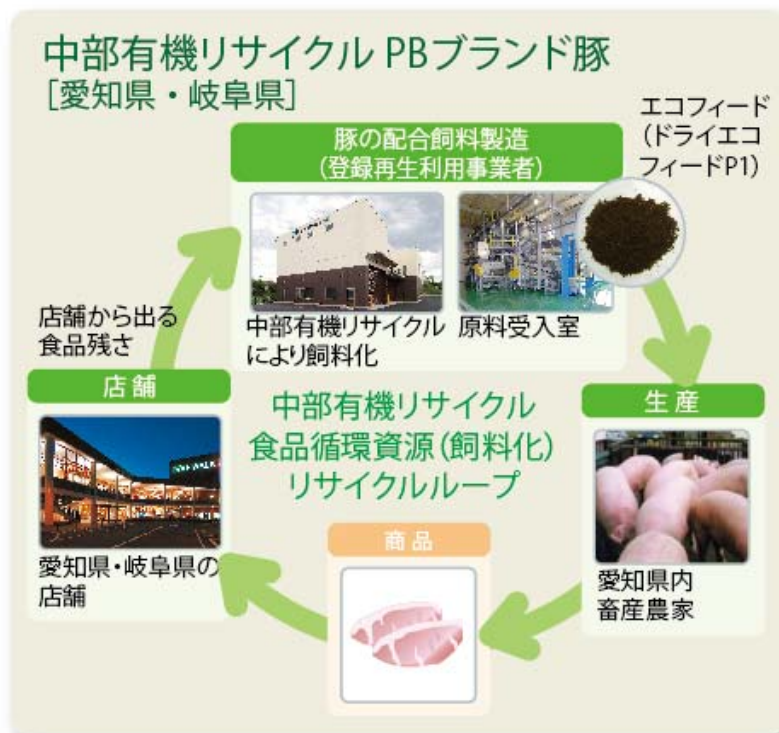 中部有機リサイクル PBブランド豚
[愛知県・岐阜県]
エコフィード
(ドライエコ
フィードP1)
豚の配合飼料製造
(登録再生利用事業者)
中部有機リサイクル
により飼料化
原料受入室
店舗から出る
食品残さ
店舗
愛知県・岐阜県の
店舗
中部有機リサイクル
食品循環資源(飼料化)
リサイクルループ
生産
愛知県内
畜産農家
商品